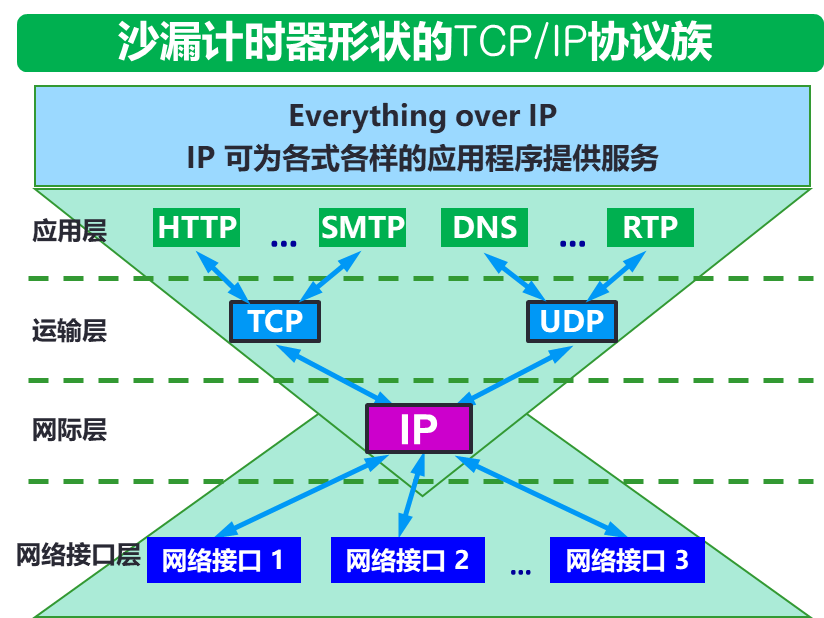 沙漏计时器形状的TCP/IP协议族
Everything over IP
IP 可为各式各样的应用程序提供服务
应用层 HTTP ... SMTP DNS ... RTP
运输层 TCP UDP
网际层 IP
网络接口层 网络接口 1 网络接口 2 ... 网络接口 3